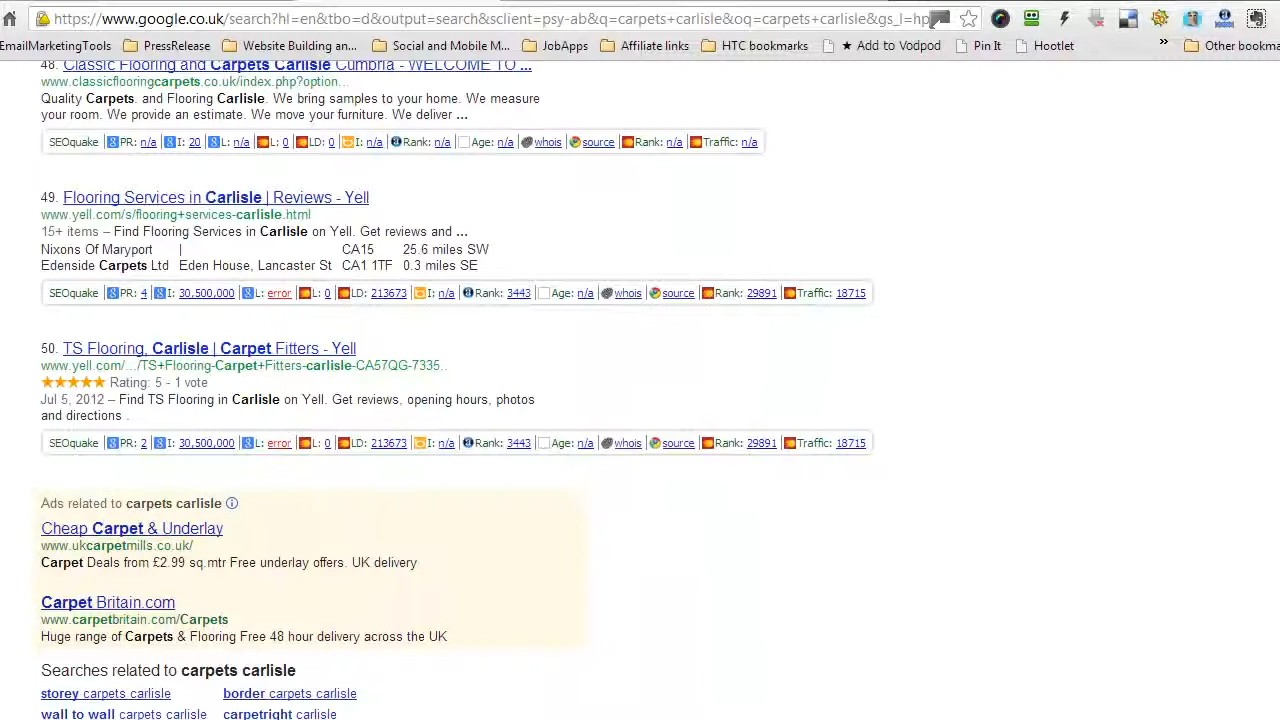 https://www.google.co.uk/search?hl=en&tbo=d&output=search&sclient=psy-ab&q=carpets+carlisle&oq=carpets+carlisle&gs_l=hp
EmailMarketingTools PressRelease Website Building an... Social and Mobile M... JobApps Affiliate links HTC bookmarks ★ Add to Vodpod Pin It Hootlet » Other bookma
48. Classic Flooring and Carpets Carlisle Cumbria - WELCOME TO ...
www.classicflooringcarpets.co.uk/index.php?option...
Quality Carpets. and Flooring Carlisle. We bring samples to your home. We measure
your room. We provide an estimate. We move your furniture. We deliver ...
SEOquake PR: n/a I: 20 L: n/a L: 0 LD: 0 I: n/a Rank: n/a Age: n/a whois source Rank: n/a Traffic: n/a
49. Flooring Services in Carlisle | Reviews - Yell
www.yell.com/s/flooring+services-carlisle.html
15+ items – Find Flooring Services in Carlisle on Yell. Get reviews and ...
Nixons Of Maryport | CA15 25.6 miles SW
Edenside Carpets Ltd Eden House, Lancaster St CA1 1TF 0.3 miles SE
SEOquake PR: 4 I: 30,500,000 L: error L: 0 LD: 213673 I: n/a Rank: 3443 Age: n/a whois source Rank: 29891 Traffic: 18715
50. TS Flooring, Carlisle | Carpet Fitters - Yell
www.yell.com/.../TS+Flooring-Carpet+Fitters-carlisle-CA57QG-7335..
★★★★★ Rating: 5 - 1 vote
Jul 5, 2012 – Find TS Flooring in Carlisle on Yell. Get reviews, opening hours, photos
and directions .
SEOquake PR: 2 I: 30,500,000 L: error L: 0 LD: 213673 I: n/a Rank: 3443 Age: n/a whois source Rank: 29891 Traffic: 18715
Ads related to carpets carlisle
Cheap Carpet & Underlay
www.ukcarpetmills.co.uk/
Carpet Deals from £2.99 sq.mtr Free underlay offers. UK delivery
Carpet Britain.com
www.carpetbritain.com/Carpets
Huge range of Carpets & Flooring Free 48 hour delivery across the UK
Searches related to carpets carlisle
storey carpets carlisle border carpets carlisle
wall to wall carpets carlisle carpetright carlisle